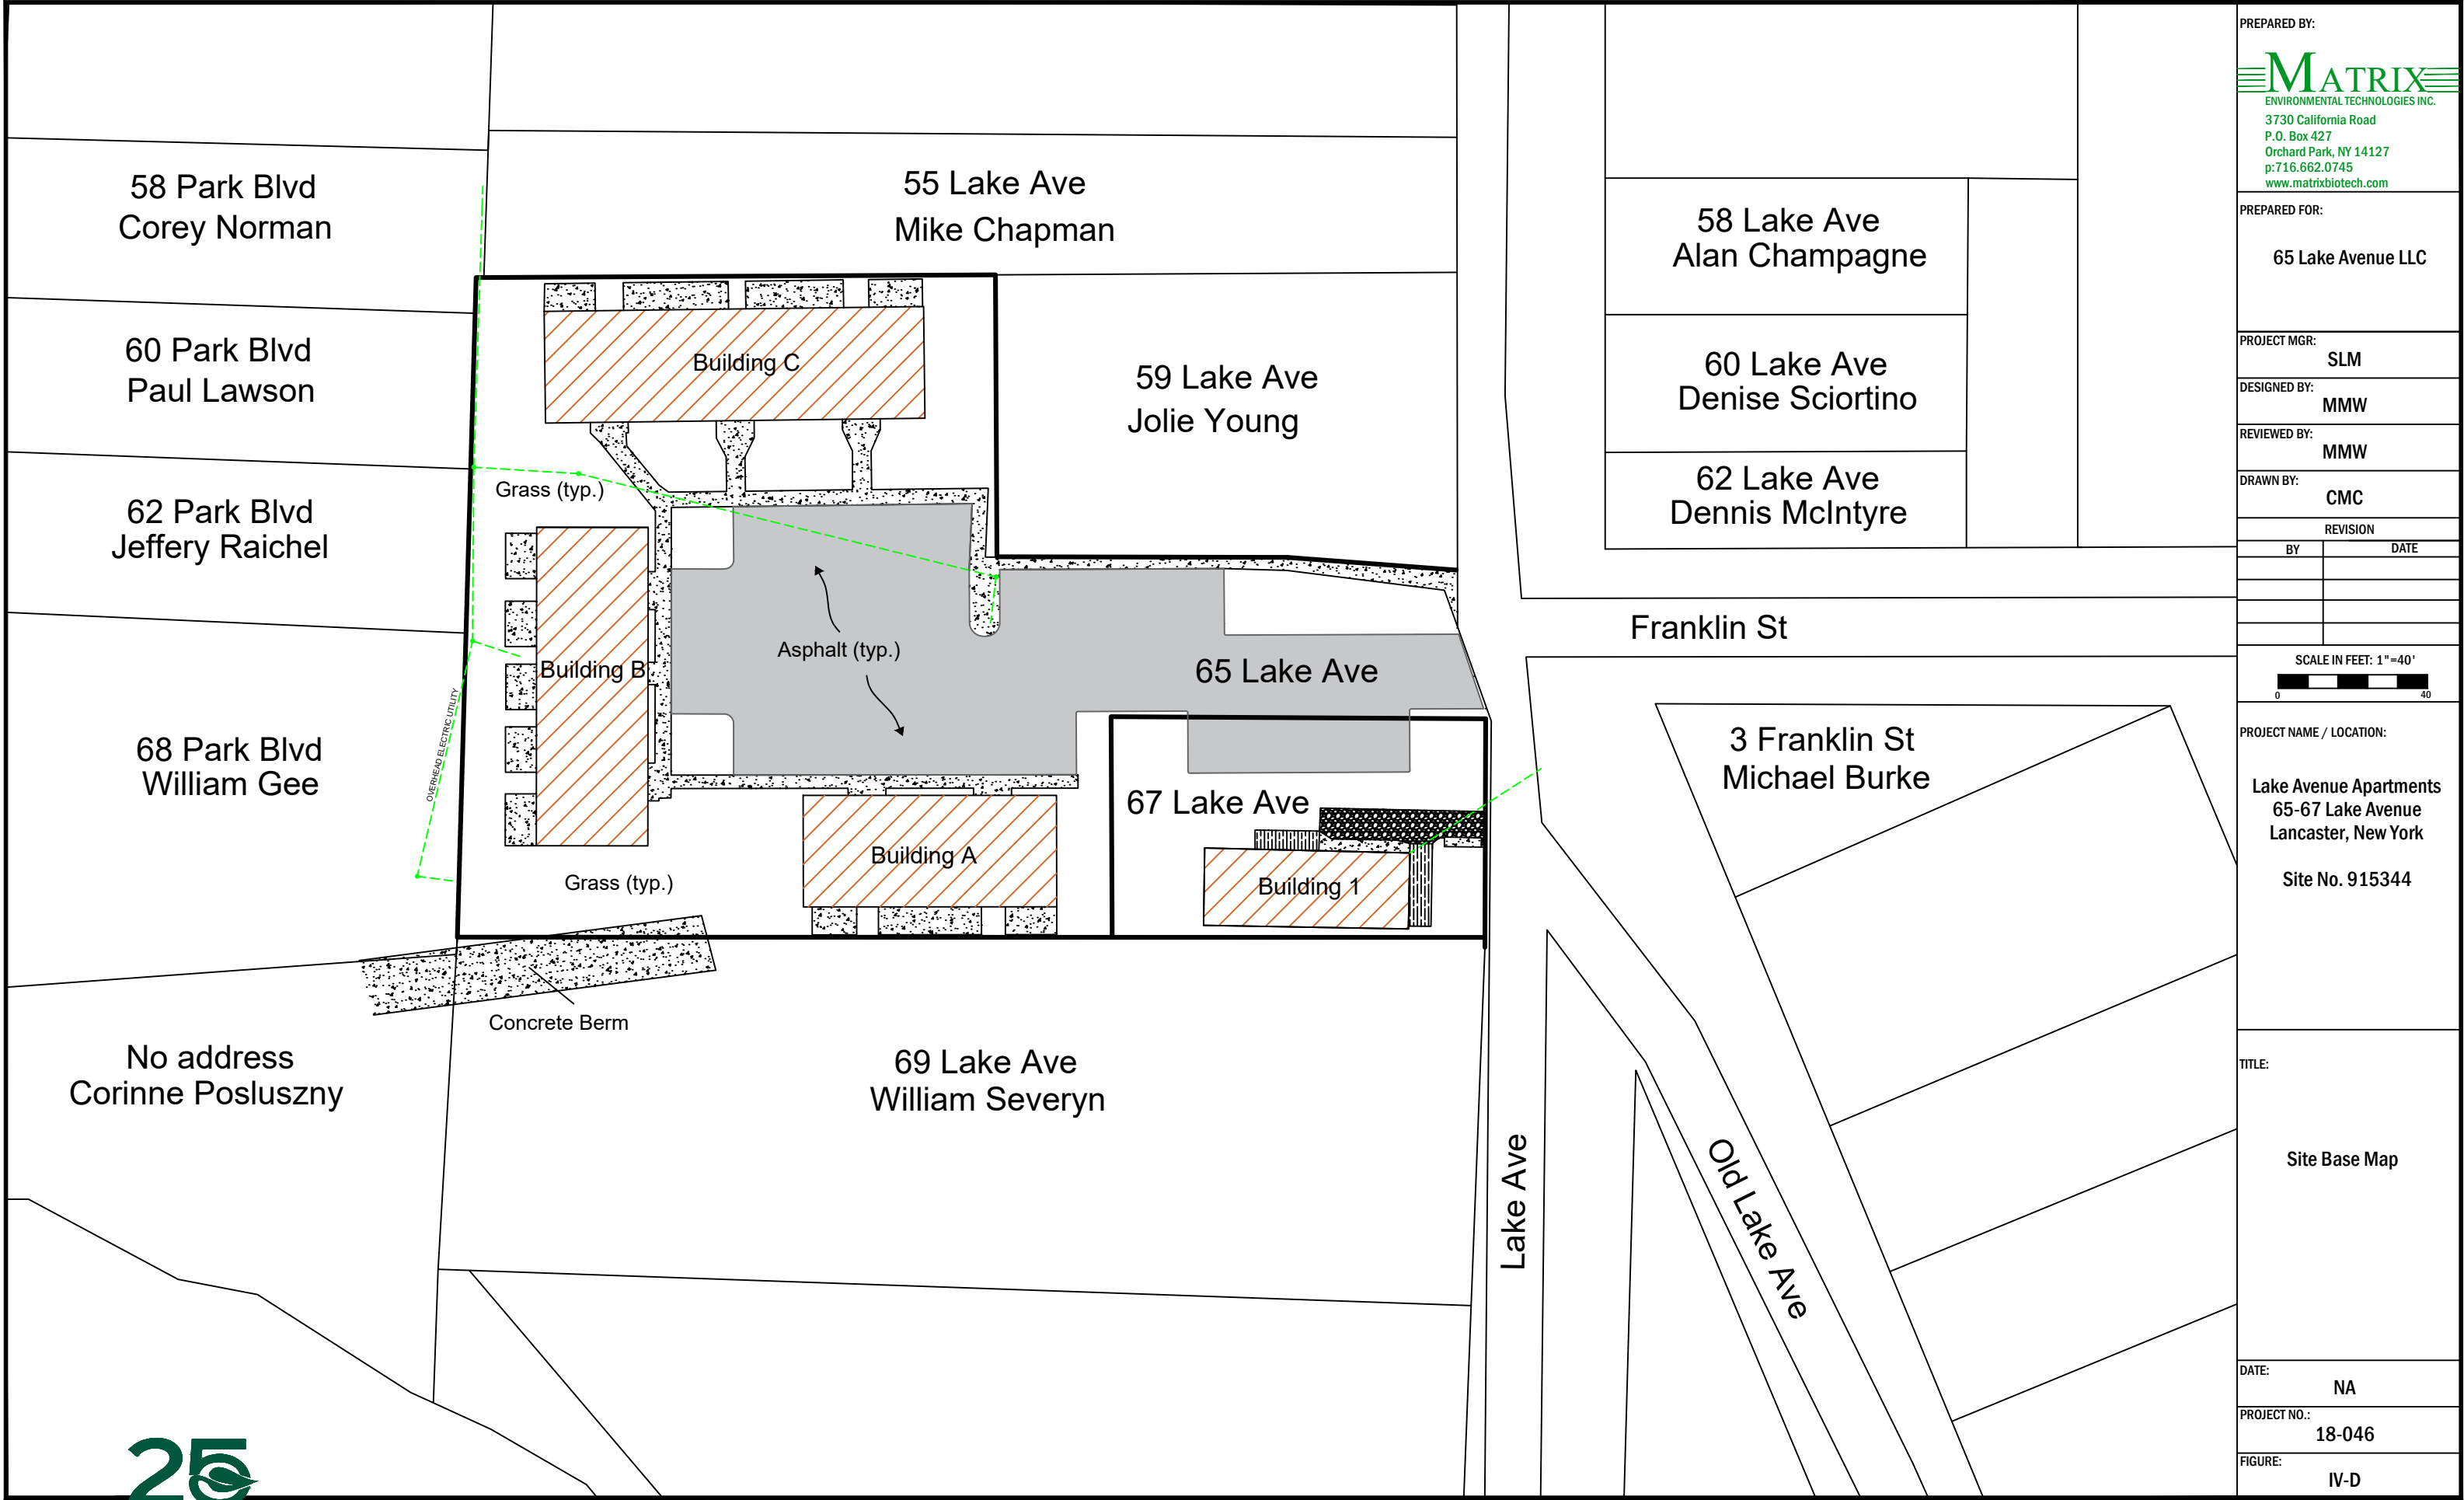 58 Park Blvd
Corey Norman
60 Park Blvd
Paul Lawson
62 Park Blvd
Jeffery Raichel
68 Park Blvd
William Gee
No address
Corinne Posluszny
55 Lake Ave
Mike Chapman
59 Lake Ave
Jolie Young
Building C
Grass (typ.)
Building B
Asphalt (typ.)
65 Lake Ave
OVERHEAD ELECTRIC UTILITY
67 Lake Ave
Building A
Building 1
Grass (typ.)
Concrete Berm
69 Lake Ave
William Severyn
58 Lake Ave
Alan Champagne
60 Lake Ave
Denise Sciortino
62 Lake Ave
Dennis McIntyre
Franklin St
3 Franklin St
Michael Burke
Lake Ave
Old Lake Ave
25
PREPARED BY:
MATRIX
ENVIRONMENTAL TECHNOLOGIES INC.
3730 California Road
P.O. Box 427
Orchard Park, NY 14127
p:716.662.0745
www.matrixbiotech.com
PREPARED FOR:
65 Lake Avenue LLC
PROJECT MGR:
SLM
DESIGNED BY:
MMW
REVIEWED BY:
MMW
DRAWN BY:
CMC
REVISION
BY DATE
SCALE IN FEET: 1"=40'
0 40
PROJECT NAME / LOCATION:
Lake Avenue Apartments
65-67 Lake Avenue
Lancaster, New York
Site No. 915344
TITLE:
Site Base Map
DATE:
NA
PROJECT NO.:
18-046
FIGURE:
IV-D